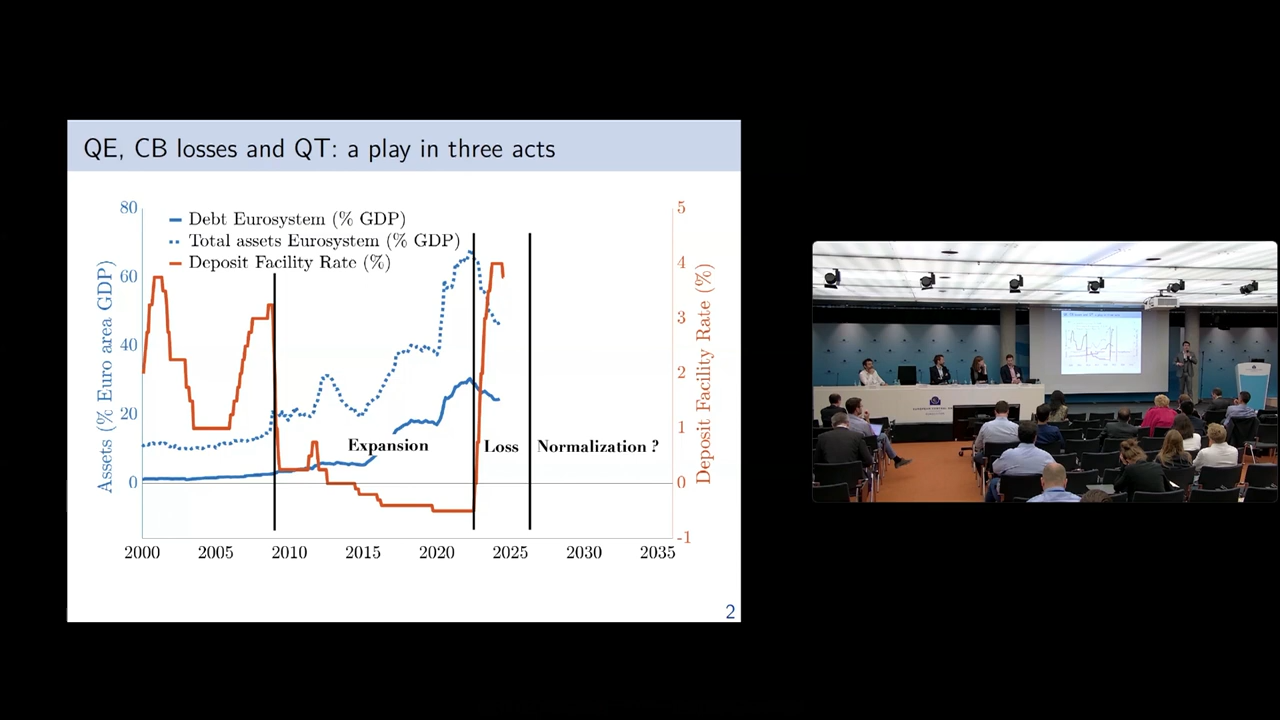 QE, CB losses and QT: a play in three acts
80
60
40
20
0
Assets (% Euro area GDP)
Debt Eurosystem (% GDP)
Total assets Eurosystem (% GDP)
Deposit Facility Rate (%)
Expansion
Loss
Normalization ?
5
4
3
2
1
0
-1
Deposit Facility Rate (%)
2000 2005 2010 2015 2020 2025 2030 2035
2